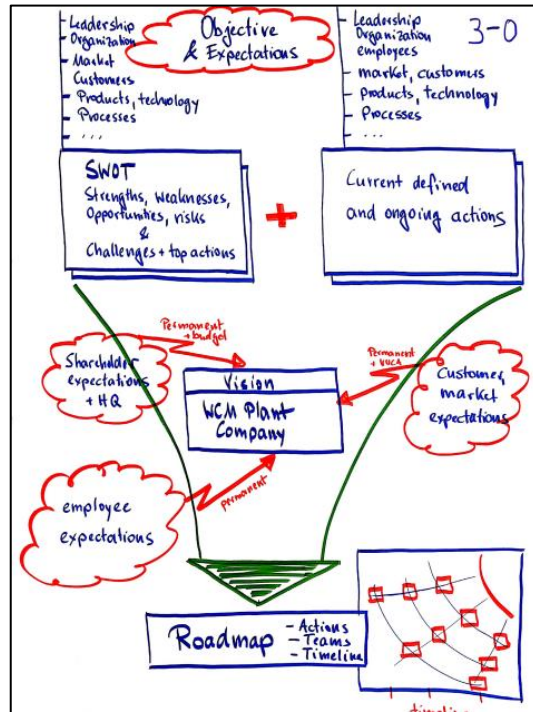 - Leadership
- Organization
- Market
Customers
- Products, technology
- Processes
- ...
Objective
& Expectations
- Leadership
Organization
employees
- market, customers
- products, technology
- Processes
- ...
3-0
SWOT
Strengths, weaknesses,
Opportunities, risks
&
Challenges + top actions
+
Current defined
and ongoing actions
Permanent
+ budget
Shareholder
expectations
+ HQ
Vision
WCM Plant
Company
Permanent
+ VUCA
Customer,
market
expectations
employee
expectations
permanent
Roadmap
- Actions
- Teams
- Timeline